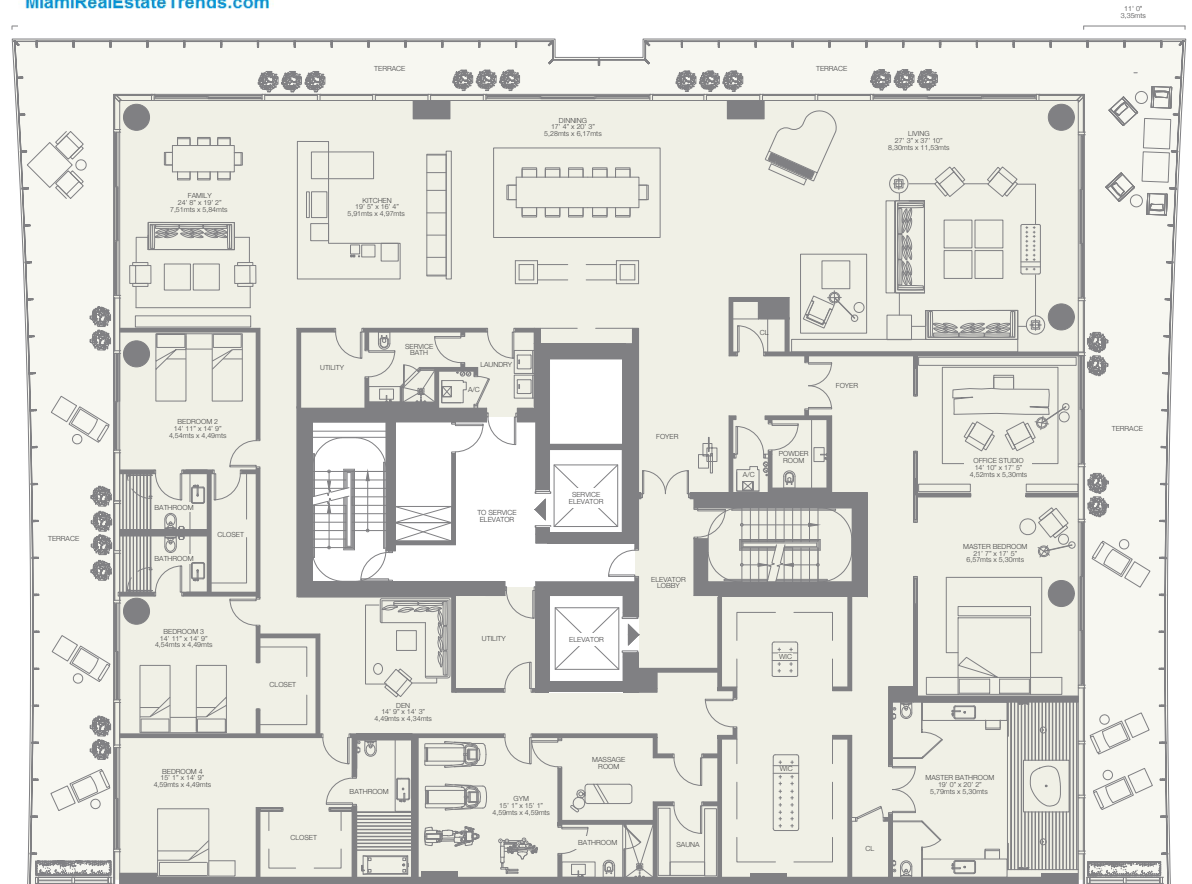 MiamiRealEstateTrends.com
11' 0"
3,35mts
TERRACE
TERRACE
DINNING
17' 4" x 20' 3"
5,28mts x 6,17mts
LIVING
27' 3" x 37' 10"
8,30mts x 11,53mts
FAMILY
24' 8" x 19' 2"
7,51mts x 5,84mts
KITCHEN
19' 5" x 16' 4"
5,91mts x 4,97mts
CL
SERVICE
BATH
UTILITY
LAUNDRY
A/C
FOYER
BEDROOM 2
14' 11" x 14' 9"
4,54mts x 4,49mts
TERRACE
FOYER
POWDER
ROOM
A/C
OFFICE STUDIO
14' 10" x 17' 5"
4,52mts x 5,30mts
SERVICE
ELEVATOR
TO SERVICE
ELEVATOR
BATHROOM
CLOSET
TERRACE
BATHROOM
MASTER BEDROOM
21' 7" x 17' 5"
6,57mts x 5,30mts
ELEVATOR
LOBBY
BEDROOM 3
14' 11" x 14' 9"
4,54mts x 4,49mts
UTILITY
ELEVATOR
WIC
CLOSET
DEN
14' 9" x 14' 3"
4,49mts x 4,34mts
BEDROOM 4
15' 1" x 14' 9"
4,59mts x 4,49mts
MASSAGE
ROOM
WIC
BATHROOM
GYM
15' 1" x 15' 1"
4,59mts x 4,59mts
MASTER BATHROOM
19' 0" x 20' 2"
5,79mts x 5,30mts
CLOSET
BATHROOM
SAUNA
CL